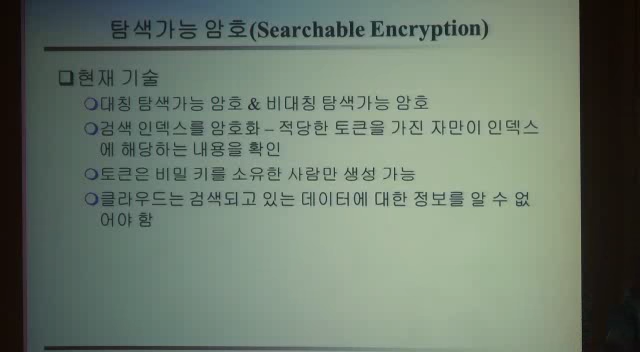 탐색가능 암호(Searchable Encryption)
현재 기술
대칭 탐색가능 암호 & 비대칭 탐색가능 암호
검색 인덱스를 암호화 – 적당한 토큰을 가진 자만이 인덱스
에 해당하는 내용을 확인
토큰은 비밀 키를 소유한 사람만 생성 가능
클라우드는 검색되고 있는 데이터에 대한 정보를 알 수 없
어야 함